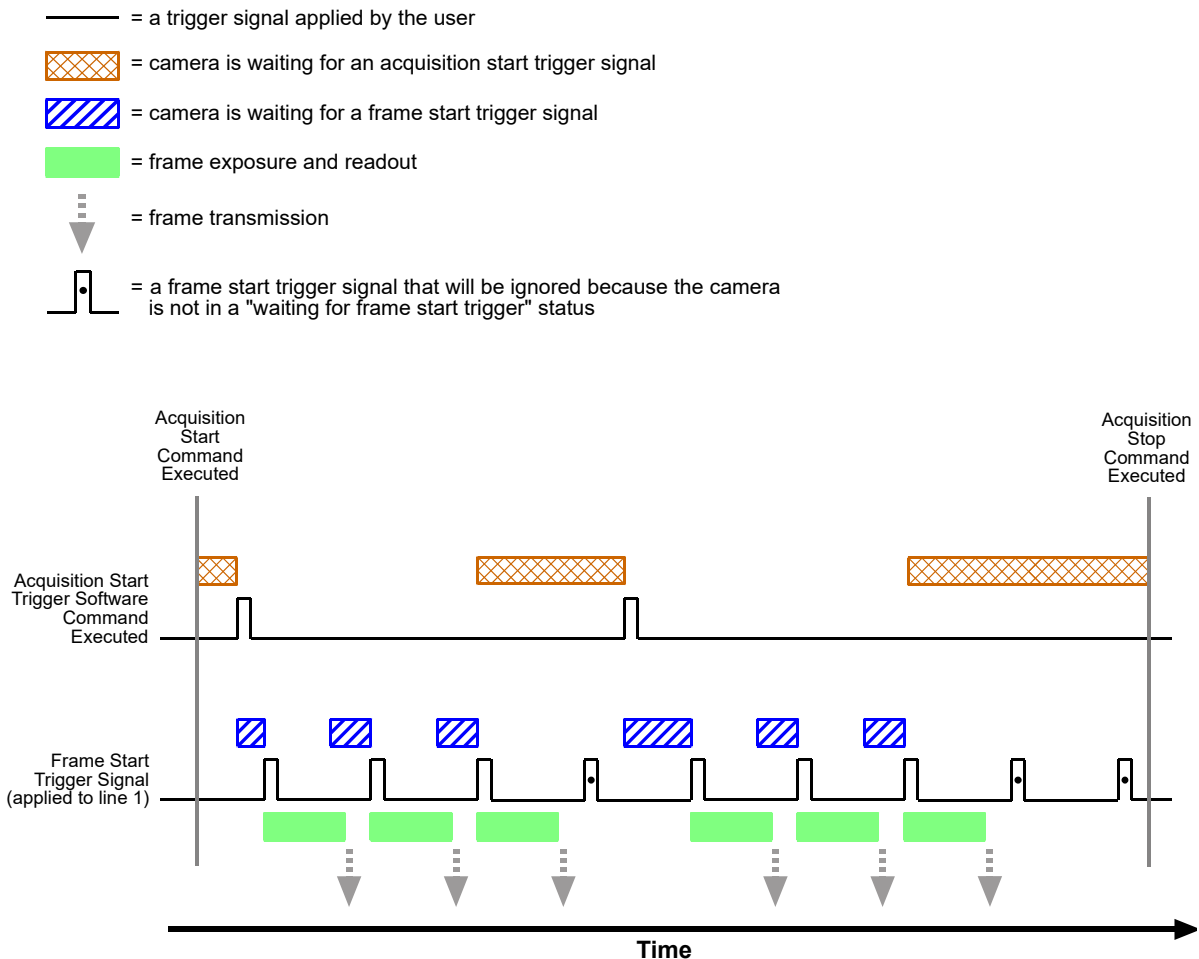 = a trigger signal applied by the user
= camera is waiting for an acquisition start trigger signal
= camera is waiting for a frame start trigger signal
= frame exposure and readout
= frame transmission
= a frame start trigger signal that will be ignored because the camera
is not in a "waiting for frame start trigger" status
Acquisition
Start
Command
Executed
Acquisition
Stop
Command
Executed
Acquisition Start
Trigger Software
Command
Executed
Frame Start
Trigger Signal
(applied to line 1)
Time